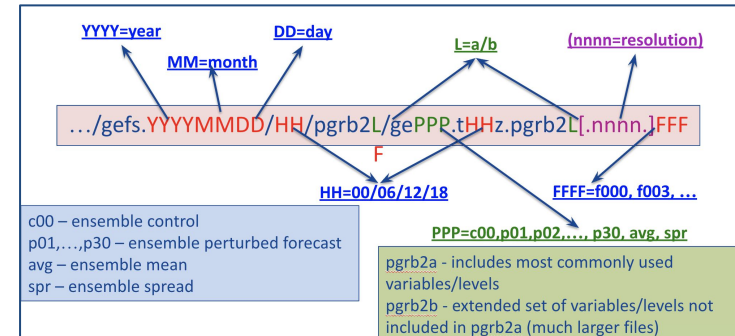 YYYY=year
DD=day
L=a/b
(nnnn=resolution)
MM=month
.../gefs.YYYYMMDD/HH/pgrb2L/gePPP.tHHz.pgrb2L[.nnnn.]FFF
F
HH=00/06/12/18
FFFF=f000, f003, ...
PPP=c00,p01,p02,..., p30, avg, spr
c00 – ensemble control
p01,...,p30 – ensemble perturbed forecast
avg – ensemble mean
spr – ensemble spread
pgrb2a - includes most commonly used
variables/levels
pgrb2b - extended set of variables/levels not
included in pgrb2a (much larger files)